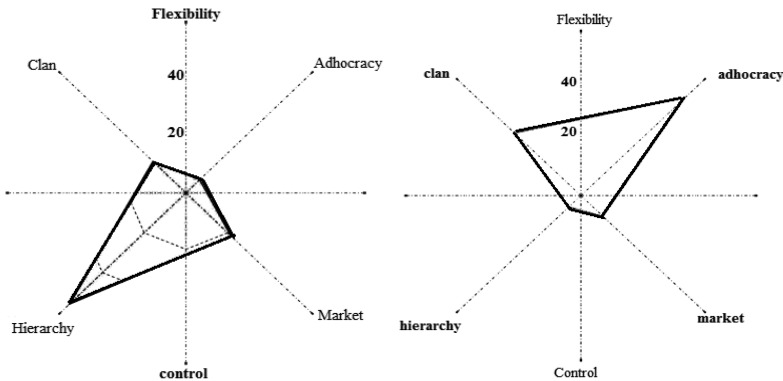 Flexibility
Clan
40
Adhocracy
20
Hierarchy
Market
control
Flexibility
clan
40
adhocracy
20
hierarchy
market
Control